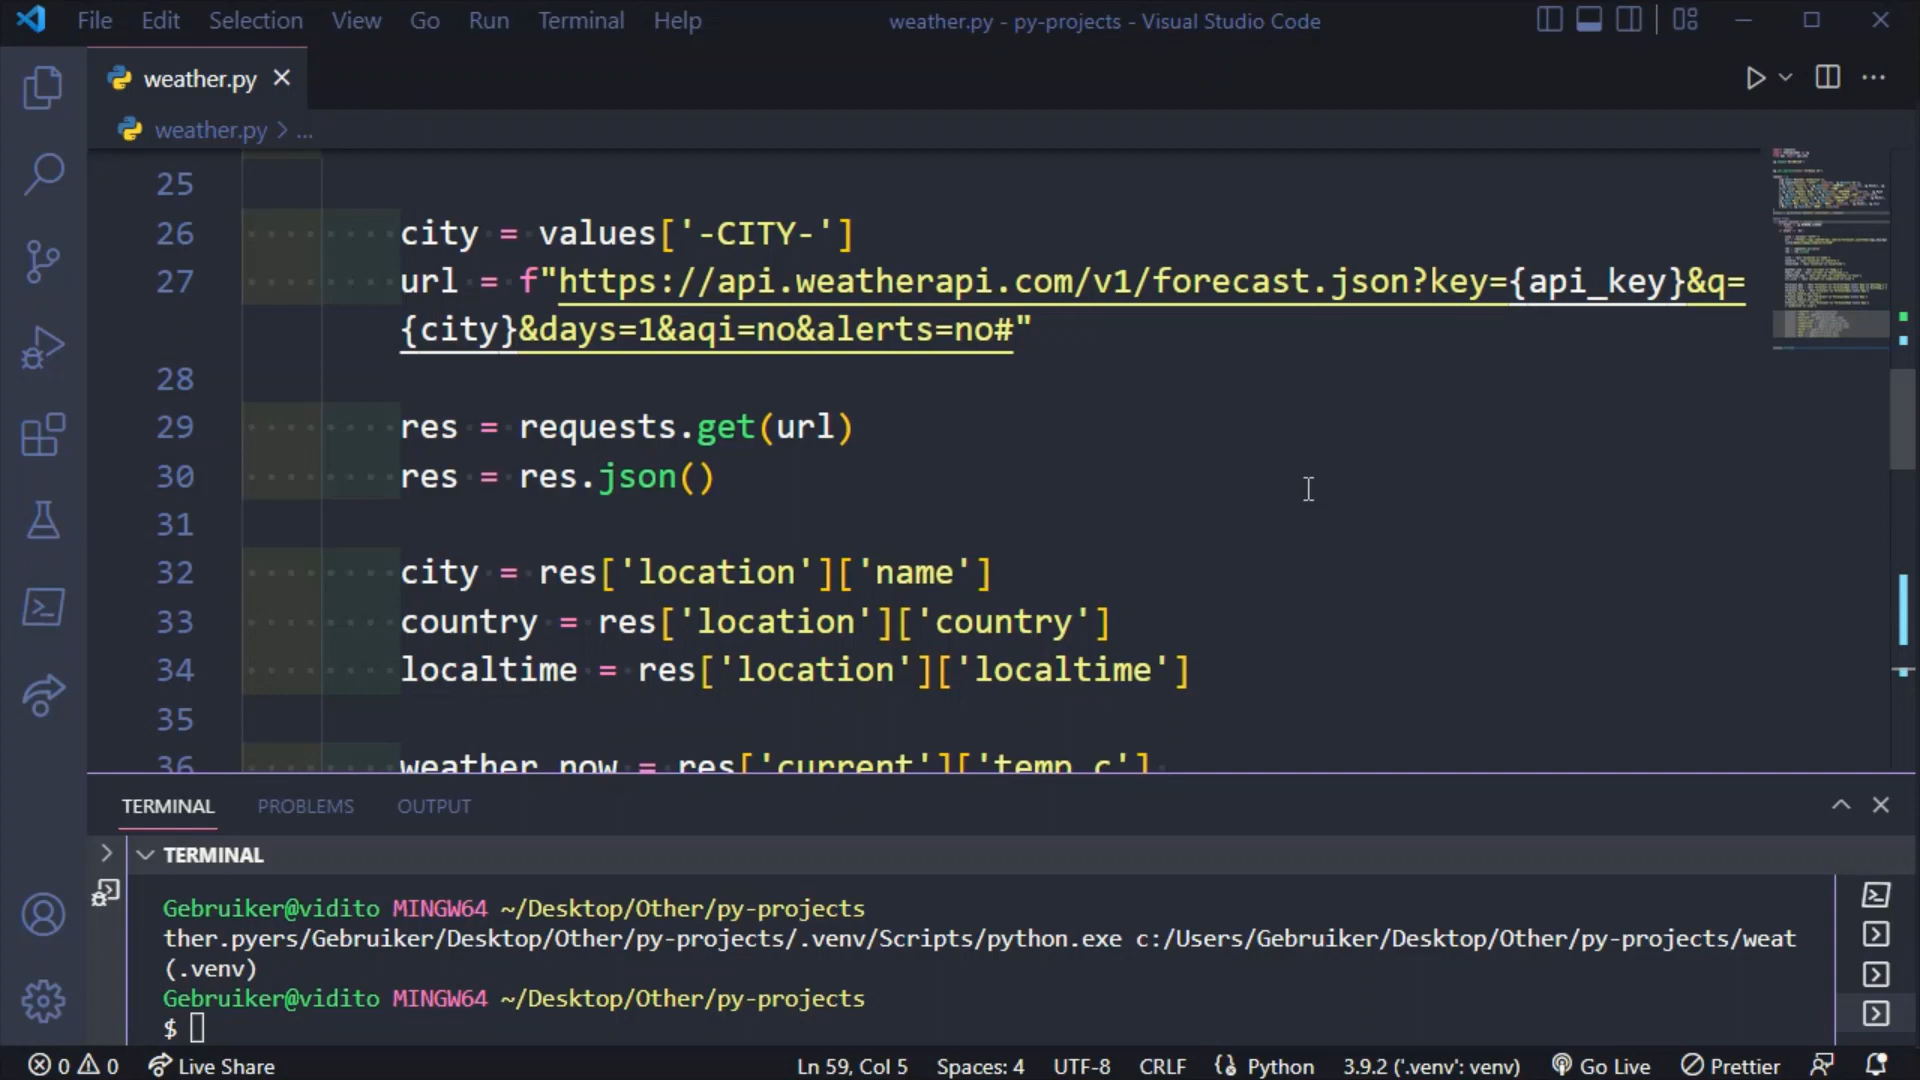 File Edit Selection View Go Run Terminal Help weather.py - py-projects - Visual Studio Code
weather.py
weather.py > ...
25
26 city = values['-CITY-']
27 url = f"https://api.weatherapi.com/v1/forecast.json?key={api_key}&q=
{city}&days=1&aqi=no&alerts=no#"
28
29 res = requests.get(url)
30 res = res.json()
31
32 city = res['location']['name']
33 country = res['location']['country']
34 localtime = res['location']['localtime']
35
36 weather_now = res['current']['temp_c']
TERMINAL PROBLEMS OUTPUT
TERMINAL
Gebruiker@vidito MINGW64 ~/Desktop/Other/py-projects
ther.pyers/Gebruiker/Desktop/Other/py-projects/.venv/Scripts/python.exe c:/Users/Gebruiker/Desktop/Other/py-projects/weat
(.venv)
Gebruiker@vidito MINGW64 ~/Desktop/Other/py-projects
$
0 0 Live Share Ln 59, Col 5 Spaces: 4 UTF-8 CRLF Python 3.9.2 ('.venv': venv) Go Live Prettier